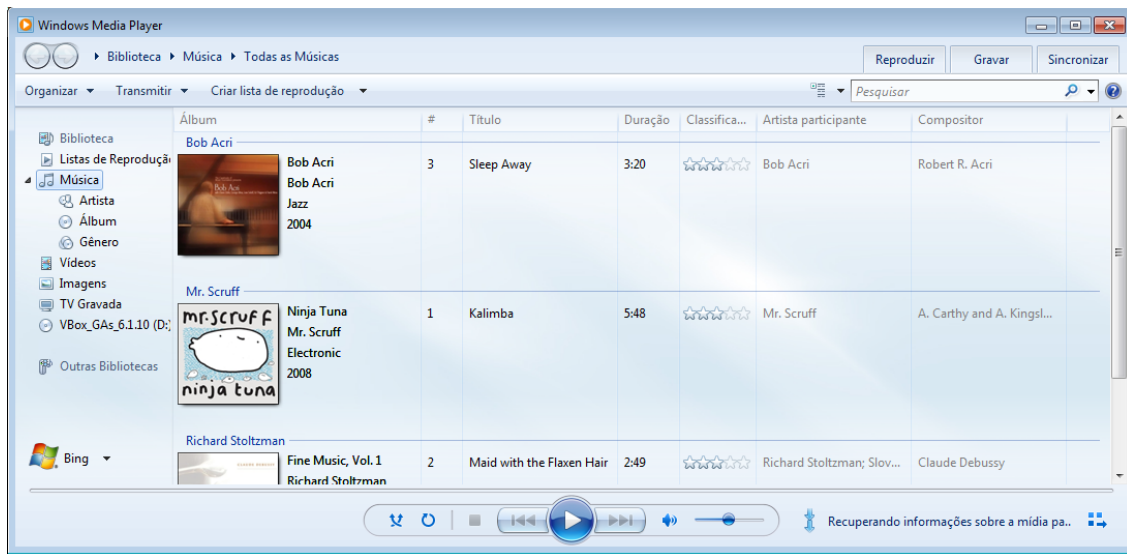 Windows Media Player
Biblioteca Música Todas as Músicas
Reproduzir Gravar Sincronizar
Organizar Transmitir Criar lista de reprodução Pesquisar
Álbum # Título Duração Classifica... Artista participante Compositor
Biblioteca
Listas de Reproduçã
Música
Artista
Álbum
Gênero
Vídeos
Imagens
TV Gravada
VBox_GAs_6.1.10 (D:)
Outras Bibliotecas
Bing
Bob Acri
Bob Acri 3 Sleep Away 3:20 Bob Acri Robert R. Acri
Bob Acri
Jazz
2004
Bob Acri
Mr. Scruff
Ninja Tuna 1 Kalimba 5:48 Mr. Scruff A. Carthy and A. Kingsl...
Mr. Scruff
Electronic
2008
mr.scruff
ninja tuna
Richard Stoltzman
Fine Music, Vol. 1 2 Maid with the Flaxen Hair 2:49 Richard Stoltzman; Slov... Claude Debussy
Richard Stoltzman
Recuperando informações sobre a mídia pa..